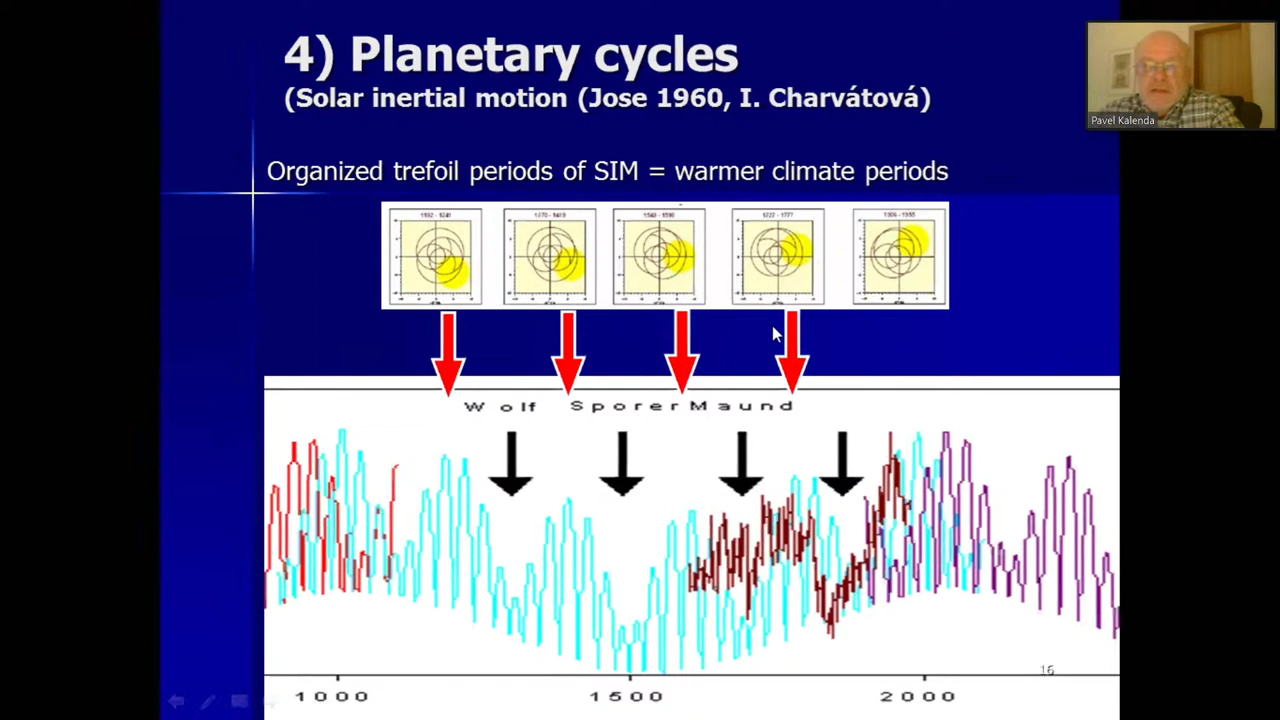 4) Planetary cycles
(Solar inertial motion (Jose 1960, I. Charvátová)
Pavel Kalenda
Organized trefoil periods of SIM = warmer climate periods
Wolf Sporer Maund
16
1000 1500 2000